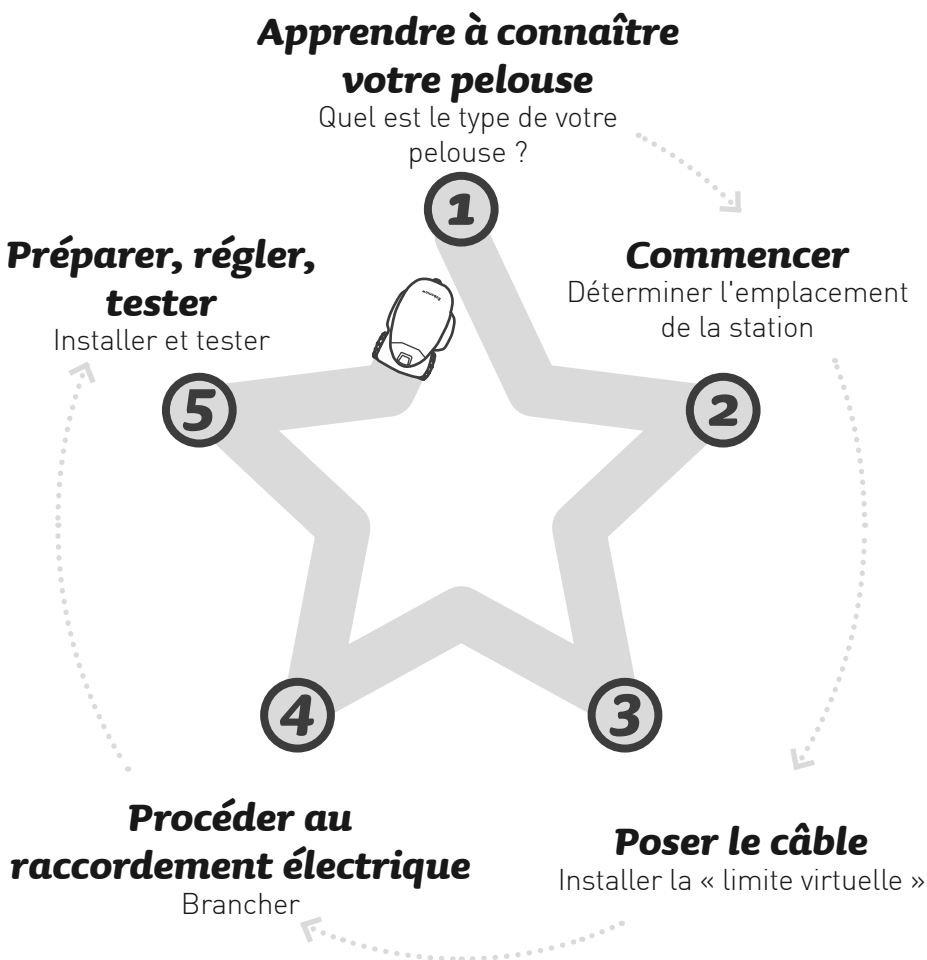 Apprendre à connaître
votre pelouse
Quel est le type de votre
pelouse ?
1
Commencer
Déterminer l'emplacement
de la station
2
Poser le câble
Installer la « limite virtuelle »
3
Procéder au
raccordement électrique
Brancher
4
Préparer, régler,
tester
Installer et tester
5